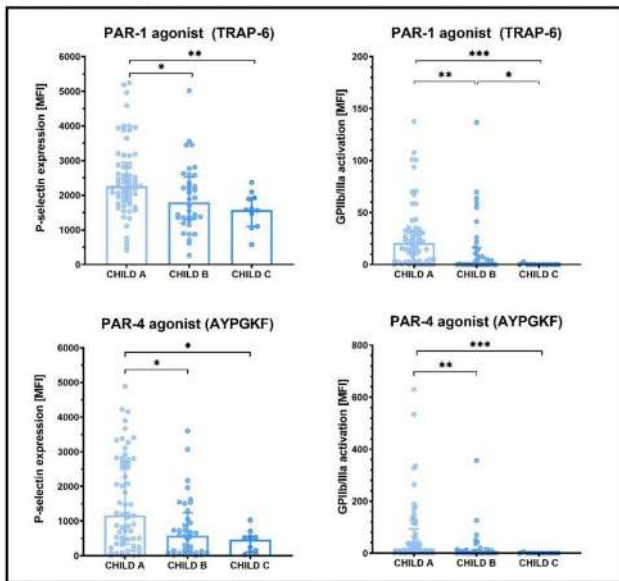 PAR-1 agonist (TRAP-6)
P-selectin expression [MFI]
6000
5000
4000
3000
2000
1000
0
**
*
CHILD A CHILD B CHILD C
PAR-1 agonist (TRAP-6)
GPIIb/IIIa activation [MFI]
200
150
100
50
0
***
** *
CHILD A CHILD B CHILD C
PAR-4 agonist (AYPGKF)
P-selectin expression [MFI]
6000
5000
4000
3000
2000
1000
0
*
*
CHILD A CHILD B CHILD C
PAR-4 agonist (AYPGKF)
GPIIb/IIIa activation [MFI]
800
600
400
200
0
***
**
CHILD A CHILD B CHILD C